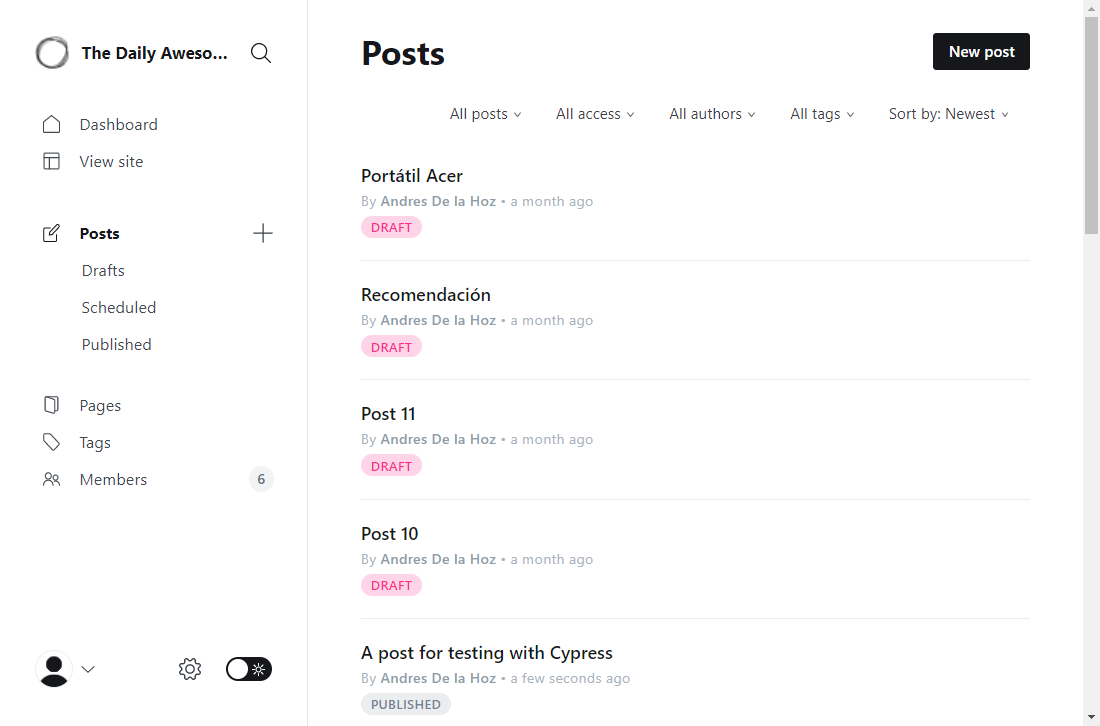 The Daily Aweso...
Dashboard
View site
Posts
Drafts
Scheduled
Published
Pages
Tags
Members 6
Posts
New post
All posts All access All authors All tags Sort by: Newest
Portátil Acer
By Andres De la Hoz • a month ago
DRAFT
Recomendación
By Andres De la Hoz • a month ago
DRAFT
Post 11
By Andres De la Hoz • a month ago
DRAFT
Post 10
By Andres De la Hoz • a month ago
DRAFT
A post for testing with Cypress
By Andres De la Hoz • a few seconds ago
PUBLISHED